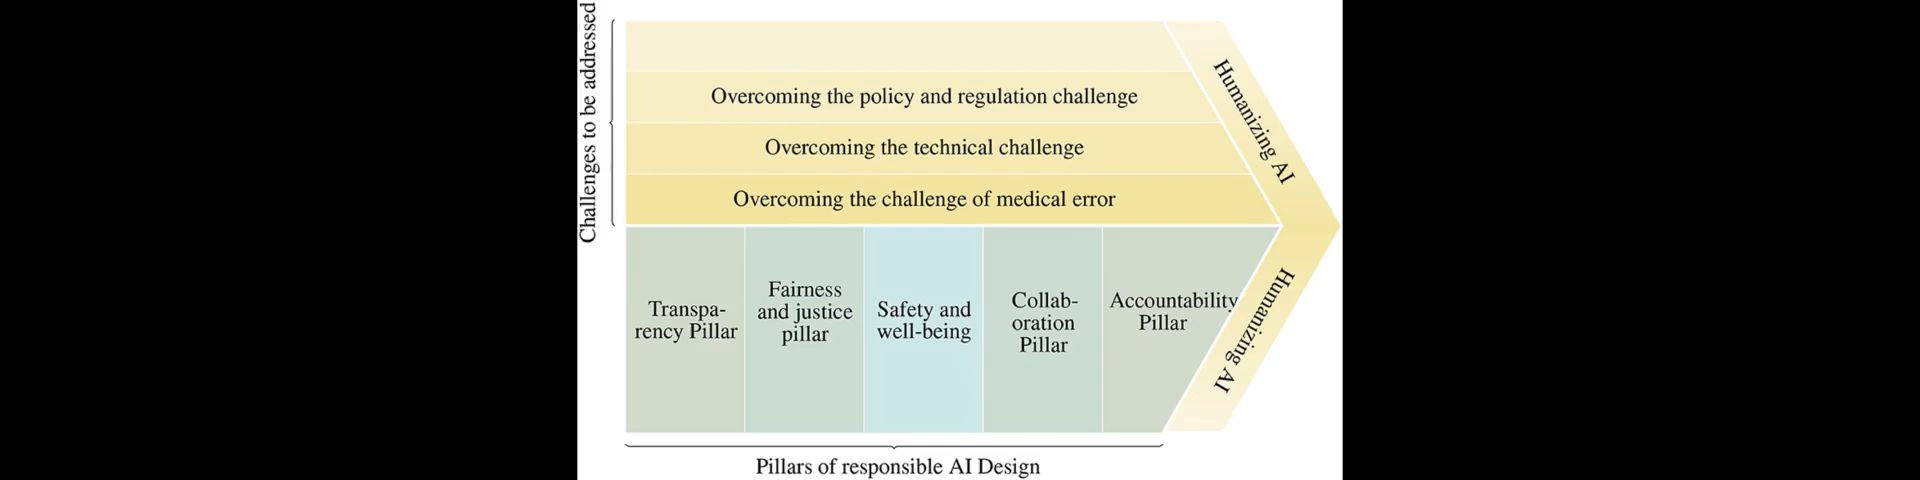 Challenges to be addressed
Overcoming the policy and regulation challenge
Overcoming the technical challenge
Overcoming the challenge of medical error
Humanizing AI
Transpa-
rency Pillar
Fairness
and justice
pillar
Safety and
well-being
Collab-
oration
Pillar
Accountability
Pillar
Humanizing AI
Pillars of responsible AI Design